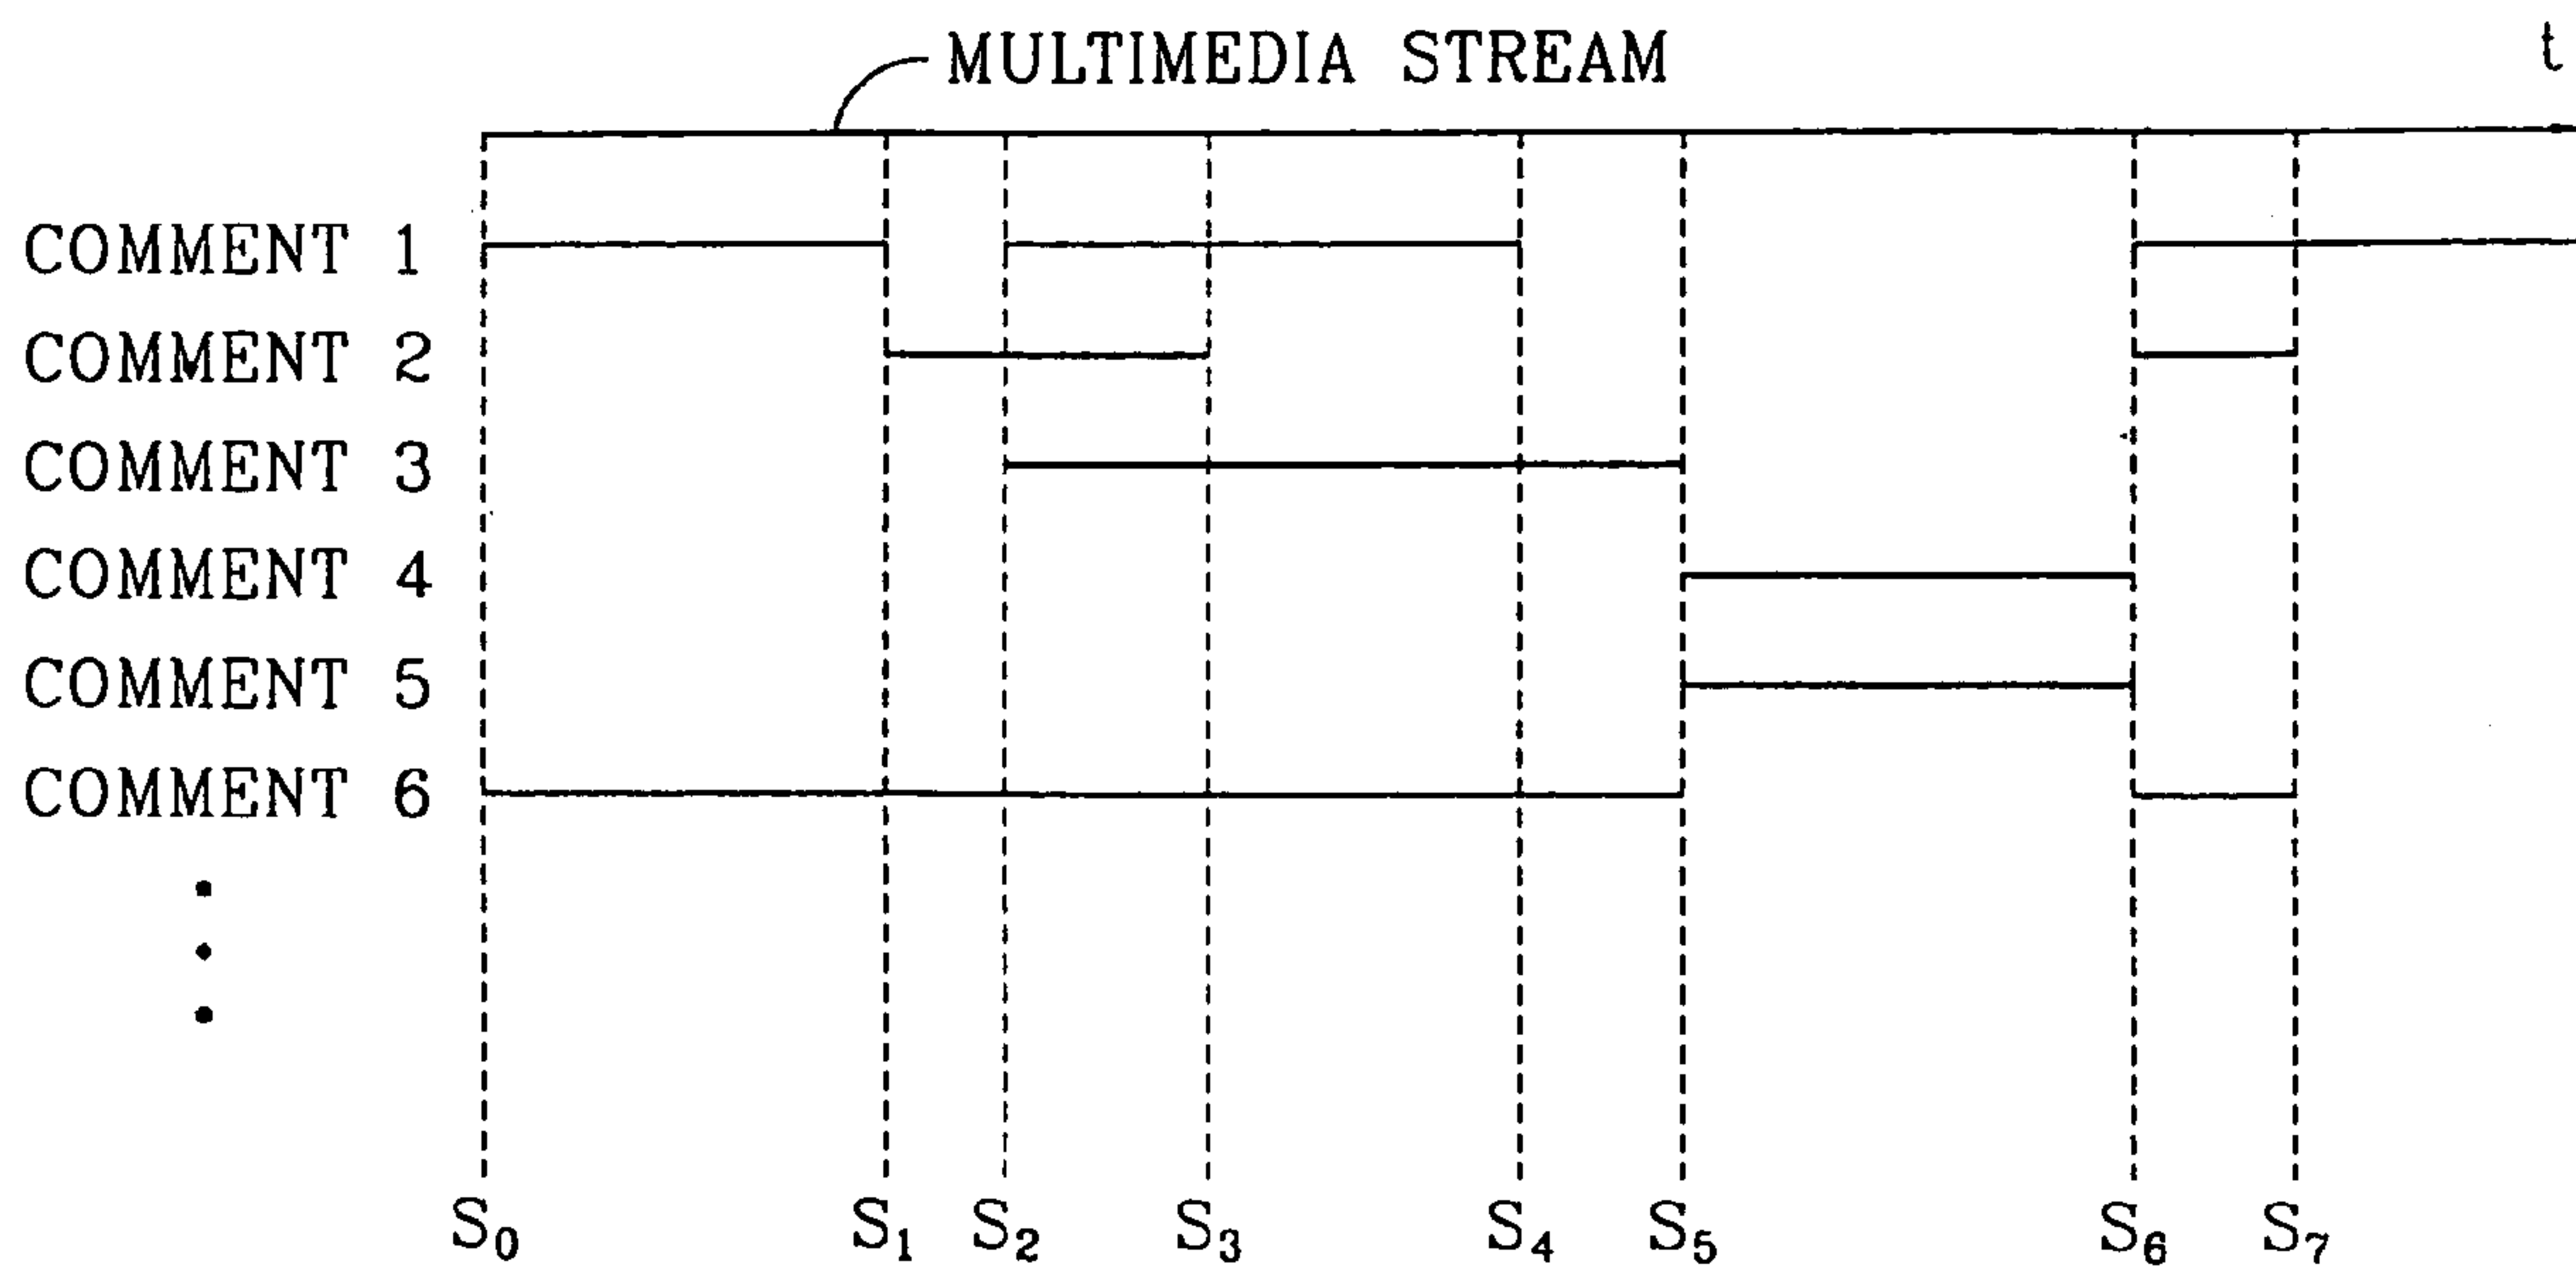 MULTIMEDIA STREAM
t
COMMENT 1
COMMENT 2
COMMENT 3
COMMENT 4
COMMENT 5
COMMENT 6
S₀ S₁ S₂ S₃ S₄ S₅ S₆ S₇